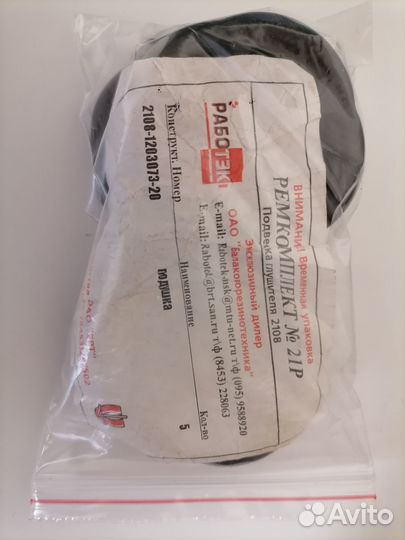 ВНИМАНИЕ! Временная упаковка
РЕМКОМПЛЕКТ № 21Р
Подвеска глушителя 2108
Эксклюзивный дилер
ОАО "Балаковорезинотехника"
РАБОТЕК
E-mail: Rabotek-msk@mtu-net.ru т\ф (095) 9588920
E-mail: Rabotek@brt.san.ru т\ф (8453) 228063
Конструкт. Номер Наименование Кол-во
2108-1203073-20 подушка 5
Avito